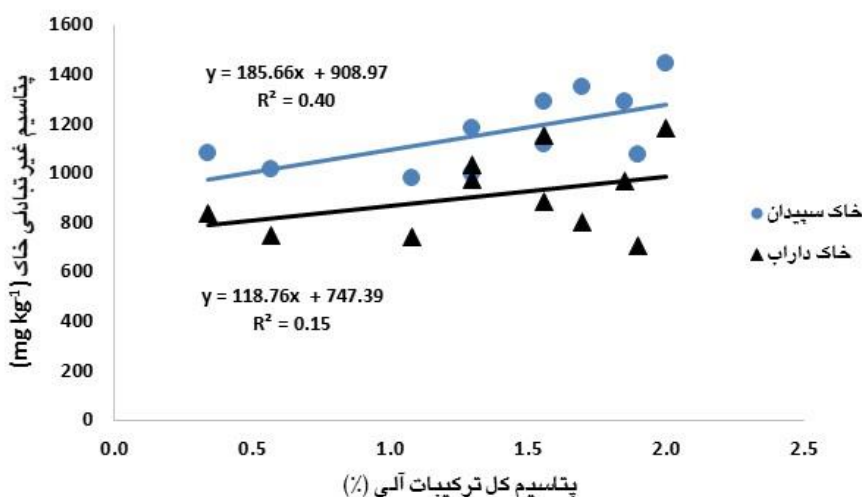 1600
1400
1200
1000
800
600
400
200
0
پتاسیم غیر تبادلی خاک (mg kg-1)
y = 185.66x + 908.97
R² = 0.40
y = 118.76x + 747.39
R² = 0.15
خاک سپیدان
خاک داراب
0.0 0.5 1.0 1.5 2.0 2.5
پتاسیم کل ترکیبات آلی (٪)